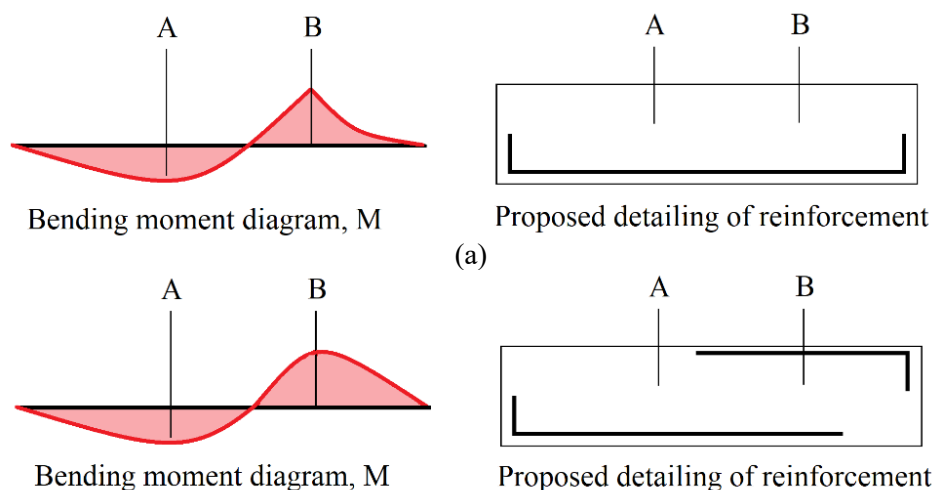 A B A B
Bending moment diagram, M Proposed detailing of reinforcement
(a)
A B A B
Bending moment diagram, M Proposed detailing of reinforcement